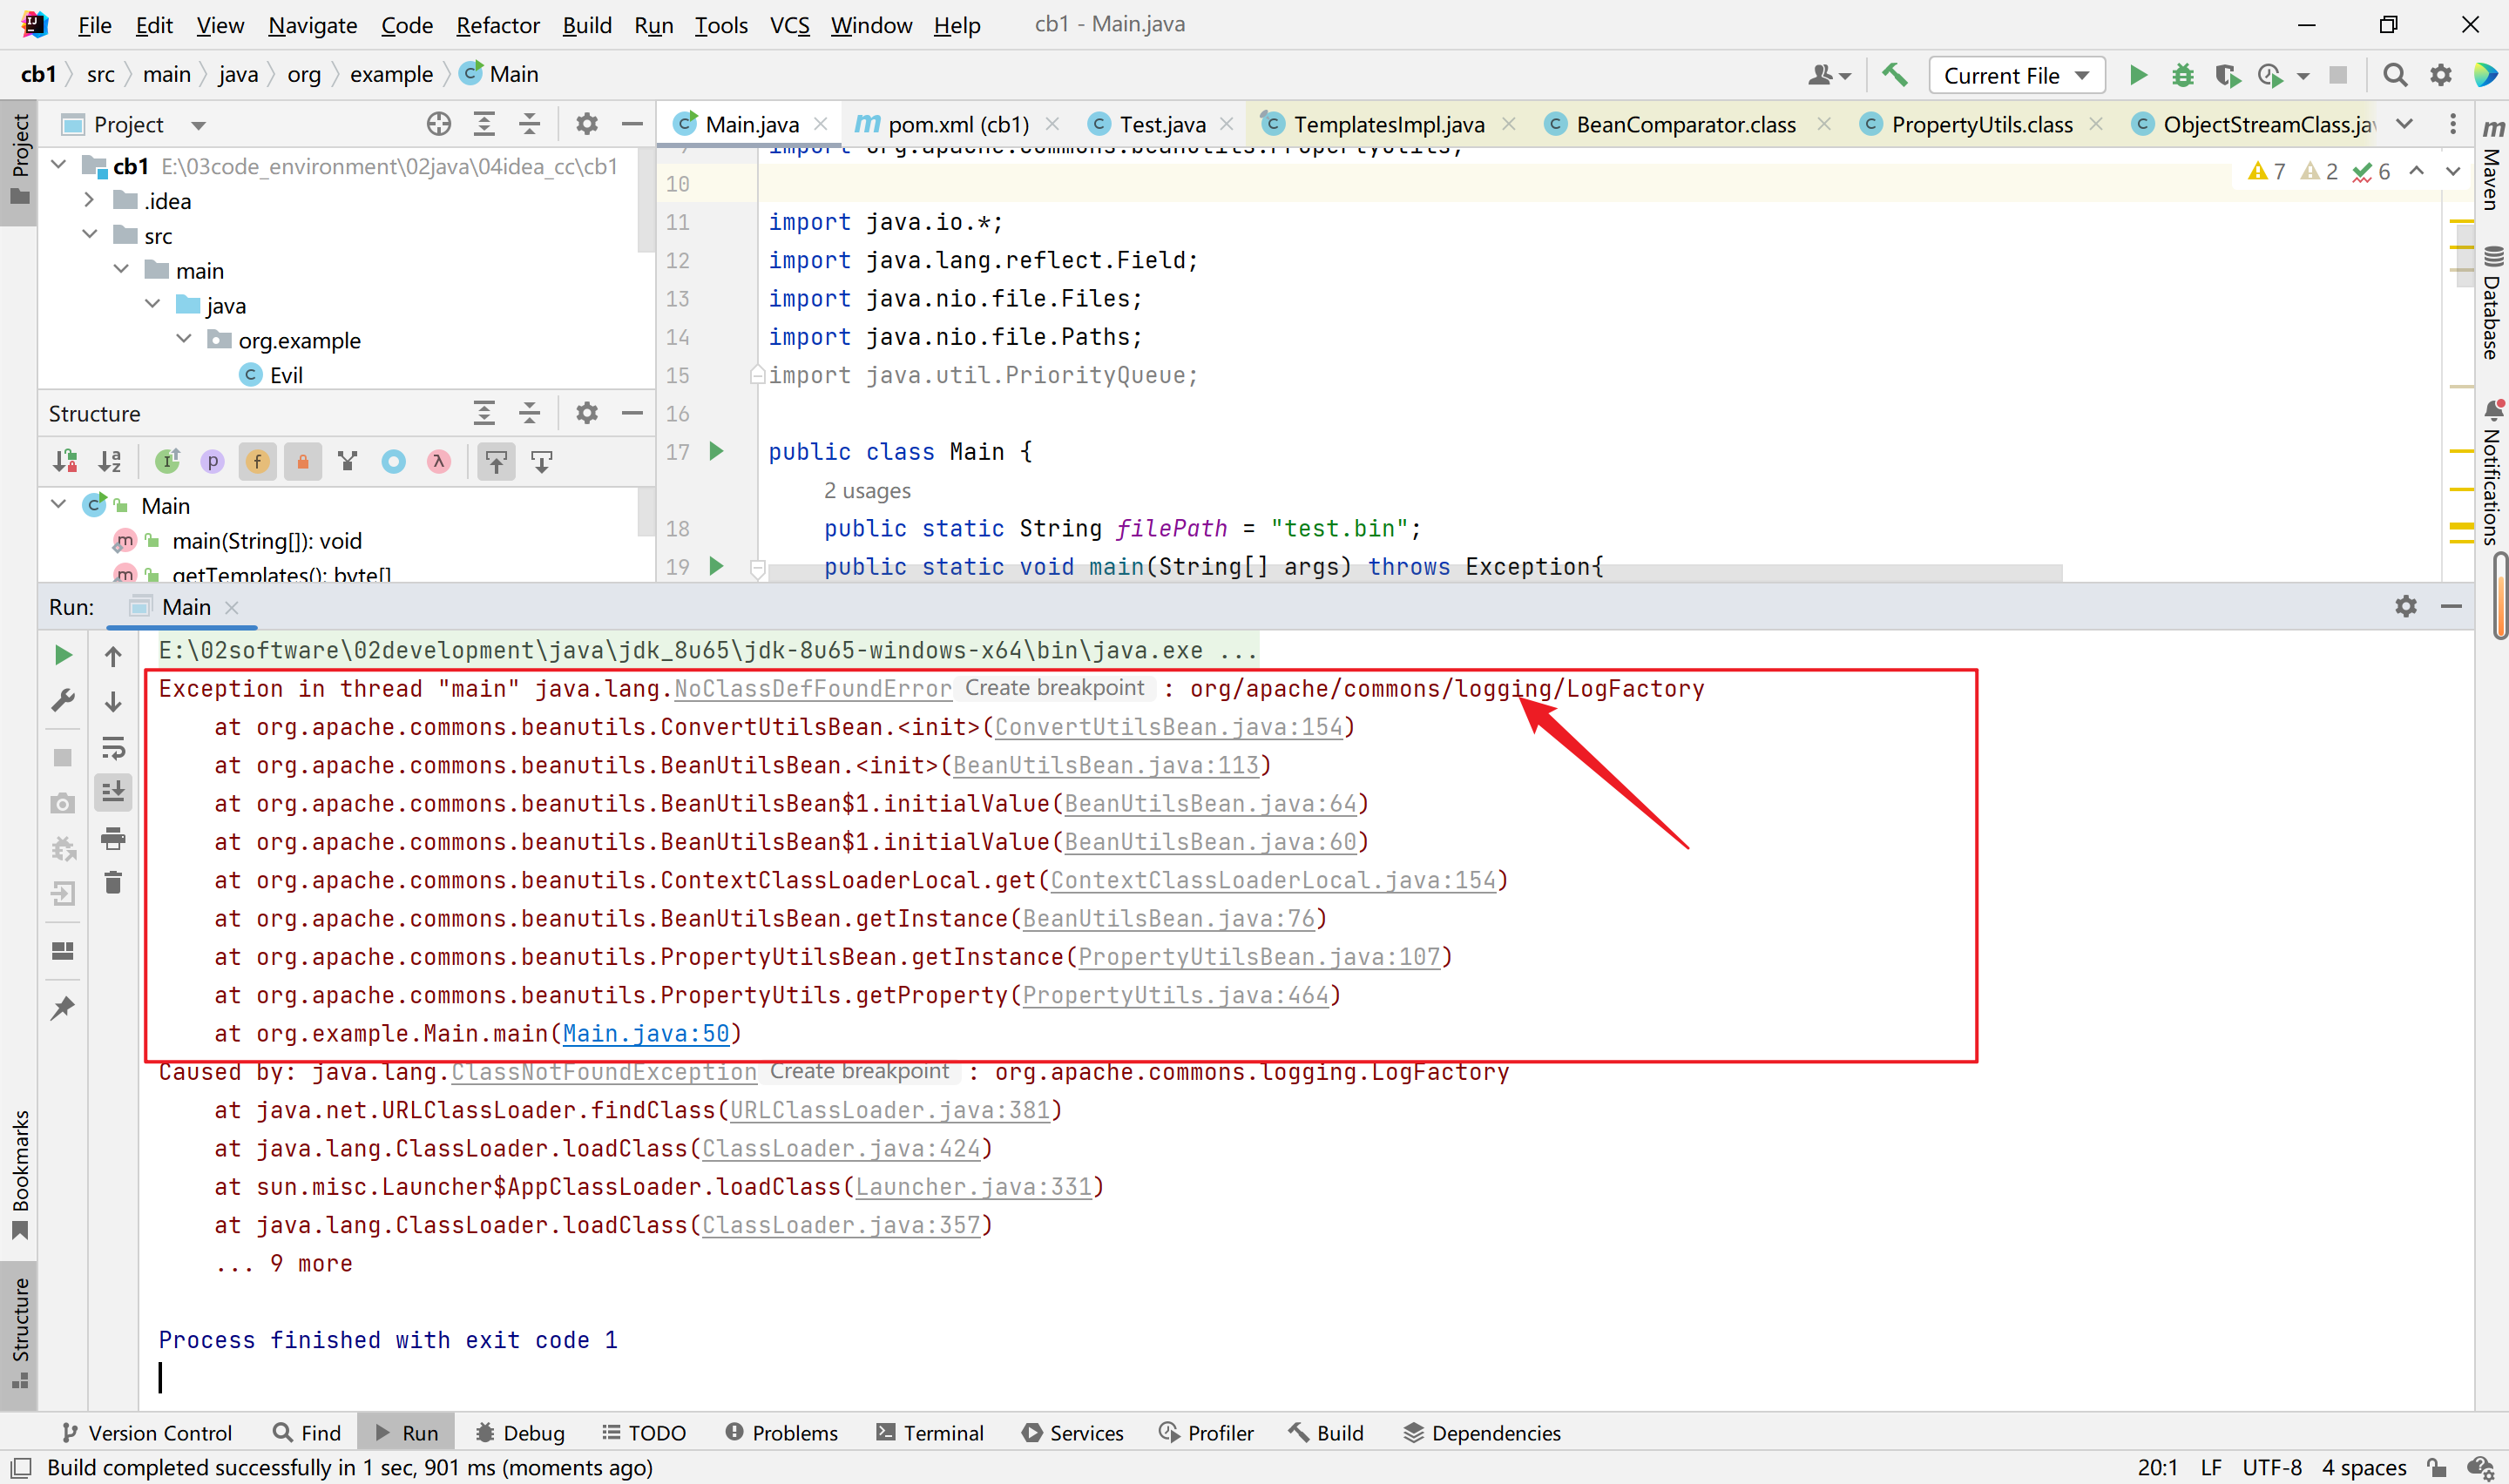 File Edit View Navigate Code Refactor Build Run Tools VCS Window Help cb1 - Main.java
cb1 src main java org example Main Current File
Project
Main.java pom.xml (cb1) Test.java TemplatesImpl.java BeanComparator.class PropertyUtils.class ObjectStreamClass.jav
cb1 E:\03code_environment\02java\04idea_cc\cb1
.idea
src
main
java
org.example
Evil
Structure
Main
main(String[]): void
getTemplates(): byte[]
7 2 6
import org.apache.commons.beanutils.PropertyUtils;
10
11 import java.io.*;
12 import java.lang.reflect.Field;
13 import java.nio.file.Files;
14 import java.nio.file.Paths;
15 import java.util.PriorityQueue;
16
17 public class Main {
2 usages
18 public static String filePath = "test.bin";
19 public static void main(String[] args) throws Exception{
Project
Bookmarks
Structure
Maven
Database
Notifications
Run: Main
E:\02software\02development\java\jdk_8u65\jdk-8u65-windows-x64\bin\java.exe ...
Exception in thread "main" java.lang.NoClassDefFoundError Create breakpoint : org/apache/commons/logging/LogFactory
at org.apache.commons.beanutils.ConvertUtilsBean.<init>(ConvertUtilsBean.java:154)
at org.apache.commons.beanutils.BeanUtilsBean.<init>(BeanUtilsBean.java:113)
at org.apache.commons.beanutils.BeanUtilsBean$1.initialValue(BeanUtilsBean.java:64)
at org.apache.commons.beanutils.BeanUtilsBean$1.initialValue(BeanUtilsBean.java:60)
at org.apache.commons.beanutils.ContextClassLoaderLocal.get(ContextClassLoaderLocal.java:154)
at org.apache.commons.beanutils.BeanUtilsBean.getInstance(BeanUtilsBean.java:76)
at org.apache.commons.beanutils.PropertyUtilsBean.getInstance(PropertyUtilsBean.java:107)
at org.apache.commons.beanutils.PropertyUtils.getProperty(PropertyUtils.java:464)
at org.example.Main.main(Main.java:50)
Caused by: java.lang.ClassNotFoundException Create breakpoint : org.apache.commons.logging.LogFactory
at java.net.URLClassLoader.findClass(URLClassLoader.java:381)
at java.lang.ClassLoader.loadClass(ClassLoader.java:424)
at sun.misc.Launcher$AppClassLoader.loadClass(Launcher.java:331)
at java.lang.ClassLoader.loadClass(ClassLoader.java:357)
... 9 more
Process finished with exit code 1
Version Control Find Run Debug TODO Problems Terminal Services Profiler Build Dependencies
Build completed successfully in 1 sec, 901 ms (moments ago) 20:1 LF UTF-8 4 spaces